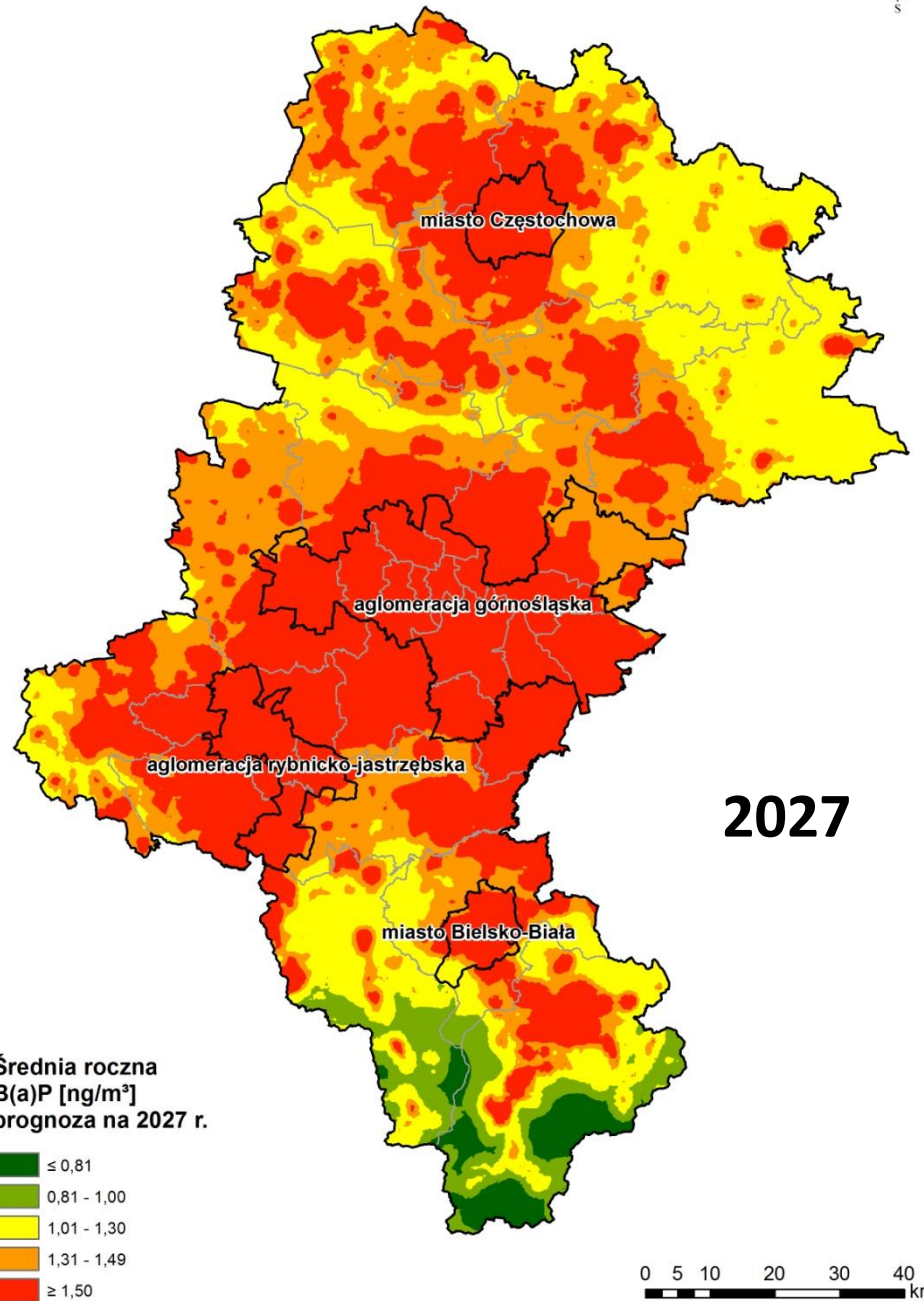 S
miasto Częstochowa
aglomeracja górnośląska
aglomeracja rybnicko-jastrzębska
2027
miasto Bielsko-Biała
Średnia roczna
B(a)P [ng/m³]
prognoza na 2027 r.
≤ 0,81
0,81 - 1,00
1,01 - 1,30
1,31 - 1,49
≥ 1,50
0 5 10 20 30 40
km